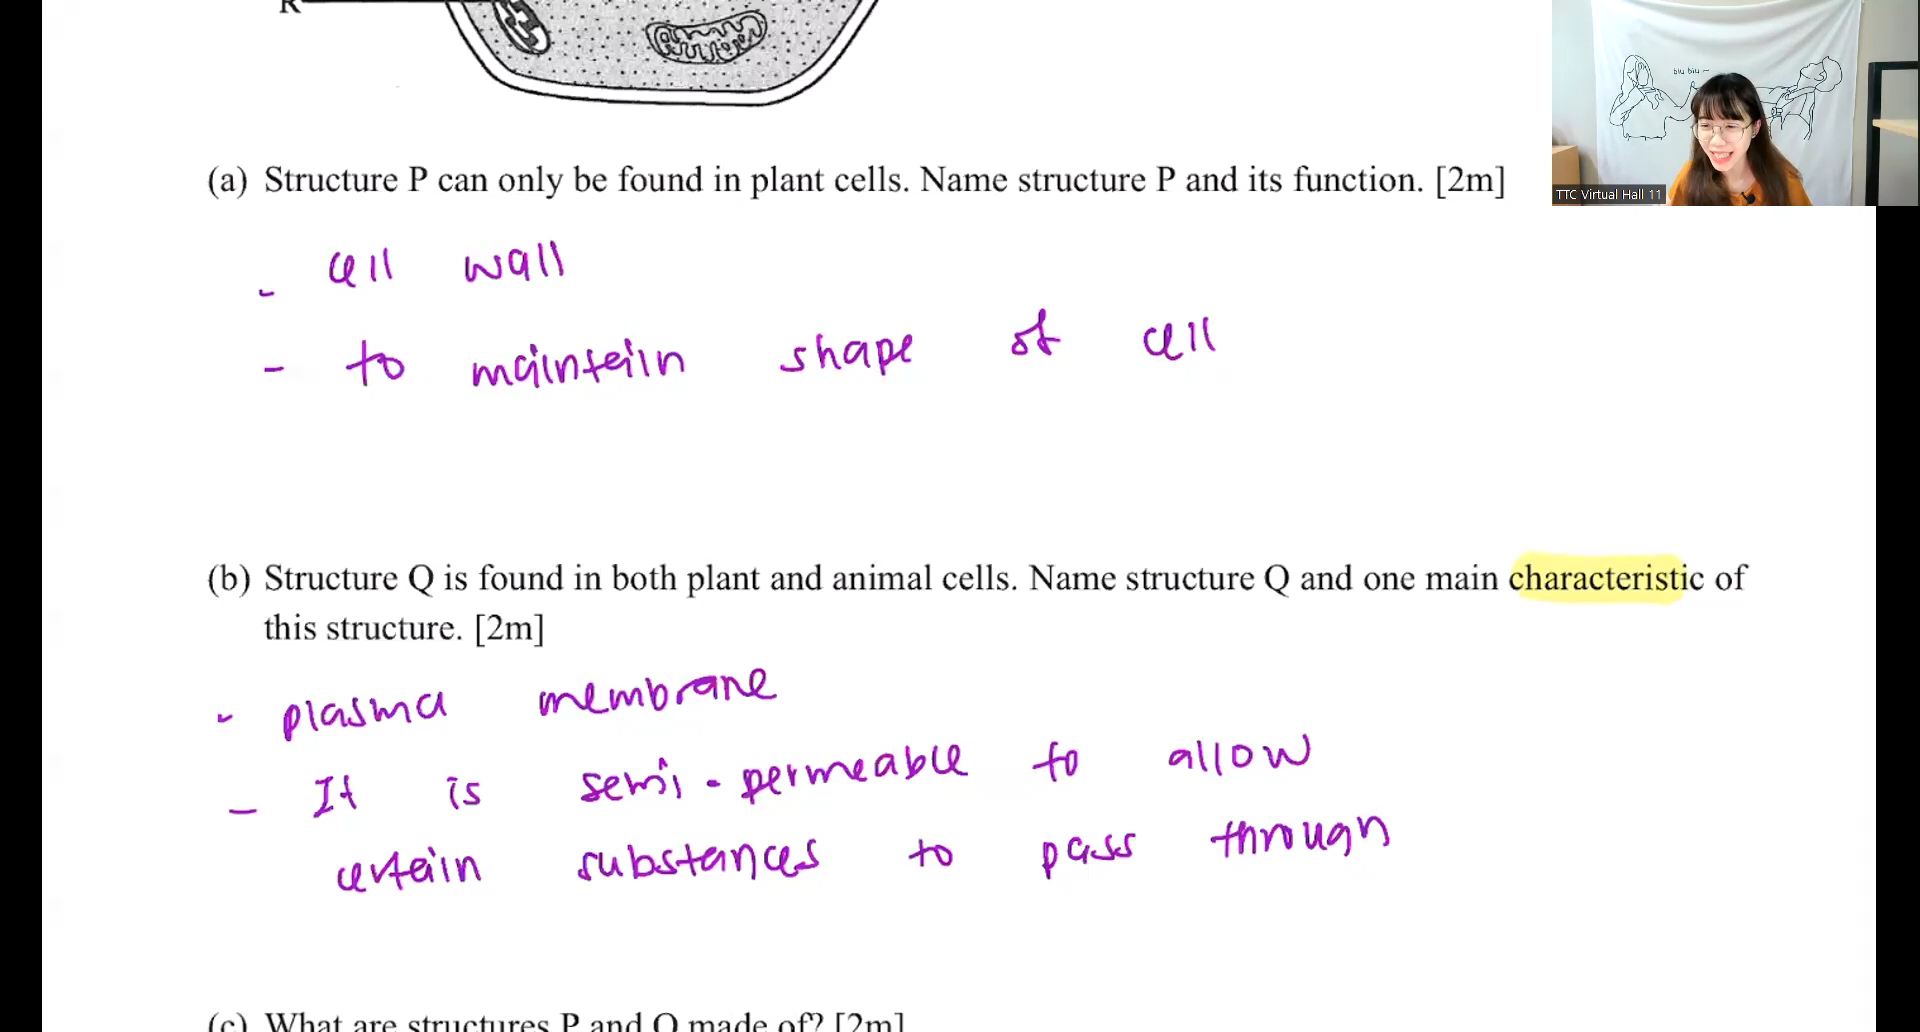 R
biu biu ~
TTC Virtual Hall 11
(a) Structure P can only be found in plant cells. Name structure P and its function. [2m]
- cell wall
- to maintain shape of cell
(b) Structure Q is found in both plant and animal cells. Name structure Q and one main characteristic of
this structure. [2m]
- plasma membrane
- It is semi-permeable to allow
certain substances to pass through
(c) What are structures P and Q made of? [2m]